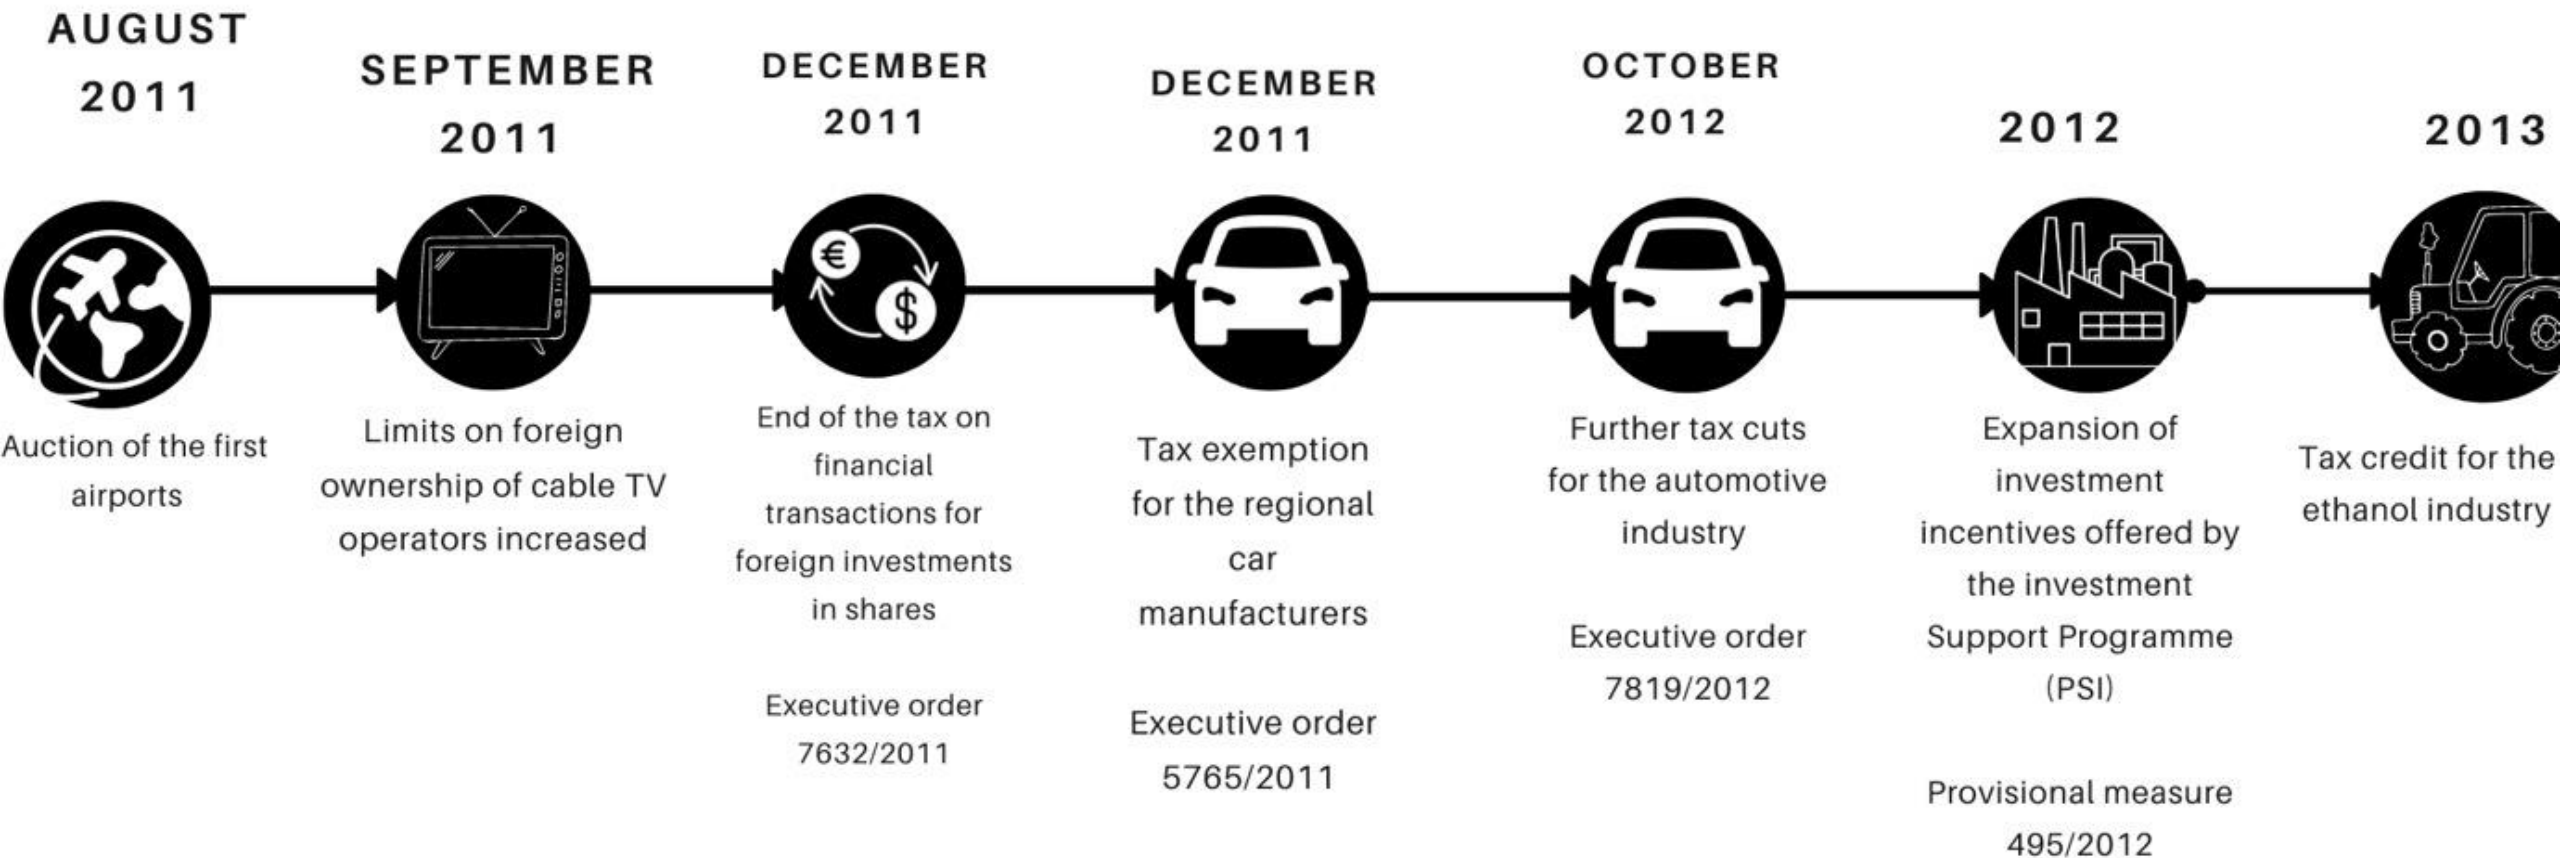 AUGUST
2011
Auction of the first
airports
SEPTEMBER
2011
Limits on foreign
ownership of cable TV
operators increased
DECEMBER
2011
€
$
End of the tax on
financial
transactions for
foreign investments
in shares
Executive order
7632/2011
DECEMBER
2011
Tax exemption
for the regional
car
manufacturers
Executive order
5765/2011
OCTOBER
2012
Further tax cuts
for the automotive
industry
Executive order
7819/2012
2012
Expansion of
investment
incentives offered by
the investment
Support Programme
(PSI)
Provisional measure
495/2012
2013
Tax credit for the
ethanol industry